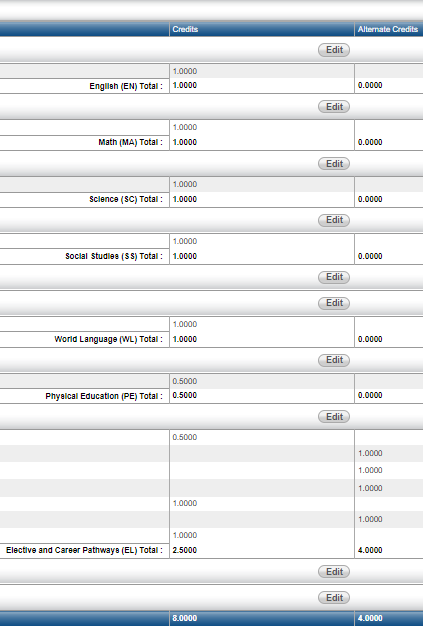 Credits Alternate Credits
Edit
1.0000
English (EN) Total : 1.0000 0.0000
Edit
1.0000
Math (MA) Total : 1.0000 0.0000
Edit
1.0000
Science (SC) Total : 1.0000 0.0000
Edit
1.0000
Social Studies (SS) Total : 1.0000 0.0000
Edit
Edit
1.0000
World Language (WL) Total : 1.0000 0.0000
Edit
0.5000
Physical Education (PE) Total : 0.5000 0.0000
Edit
0.5000
1.0000
1.0000
1.0000
1.0000
1.0000
1.0000
Elective and Career Pathways (EL) Total : 2.5000 4.0000
Edit
Edit
8.0000 4.0000